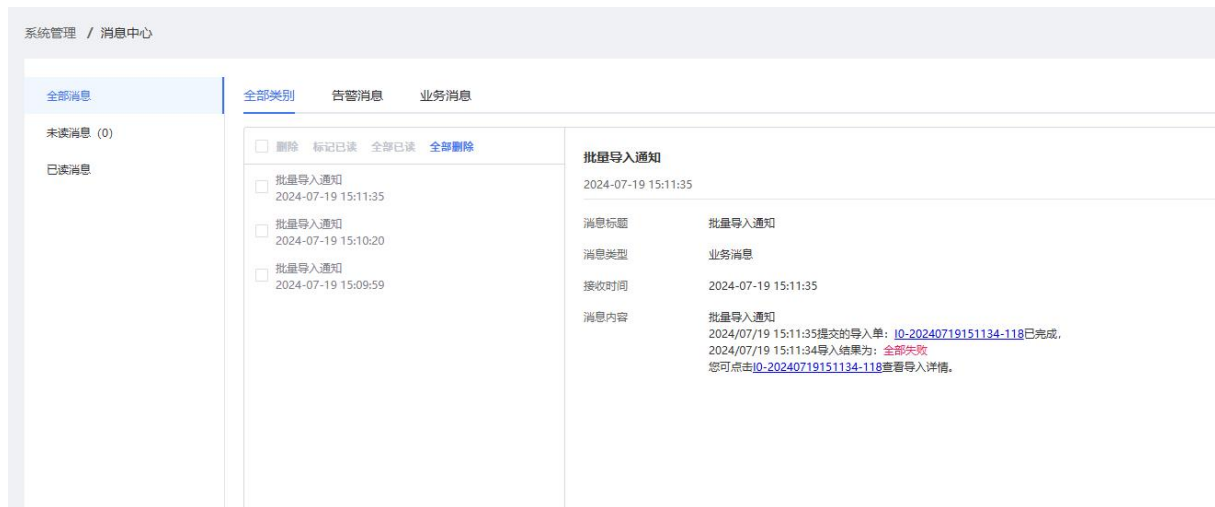 系统管理 / 消息中心
全部消息
未读消息 (0)
已读消息
全部类别 告警消息 业务消息
删除 标记已读 全部已读 全部删除
批量导入通知
2024-07-19 15:11:35
批量导入通知
2024-07-19 15:10:20
批量导入通知
2024-07-19 15:09:59
批量导入通知
2024-07-19 15:11:35
消息标题 批量导入通知
消息类型 业务消息
接收时间 2024-07-19 15:11:35
消息内容 批量导入通知
2024/07/19 15:11:35提交的导入单：I0-20240719151134-118已完成,
2024/07/19 15:11:34导入结果为：全部失败
您可点击I0-20240719151134-118查看导入详情。